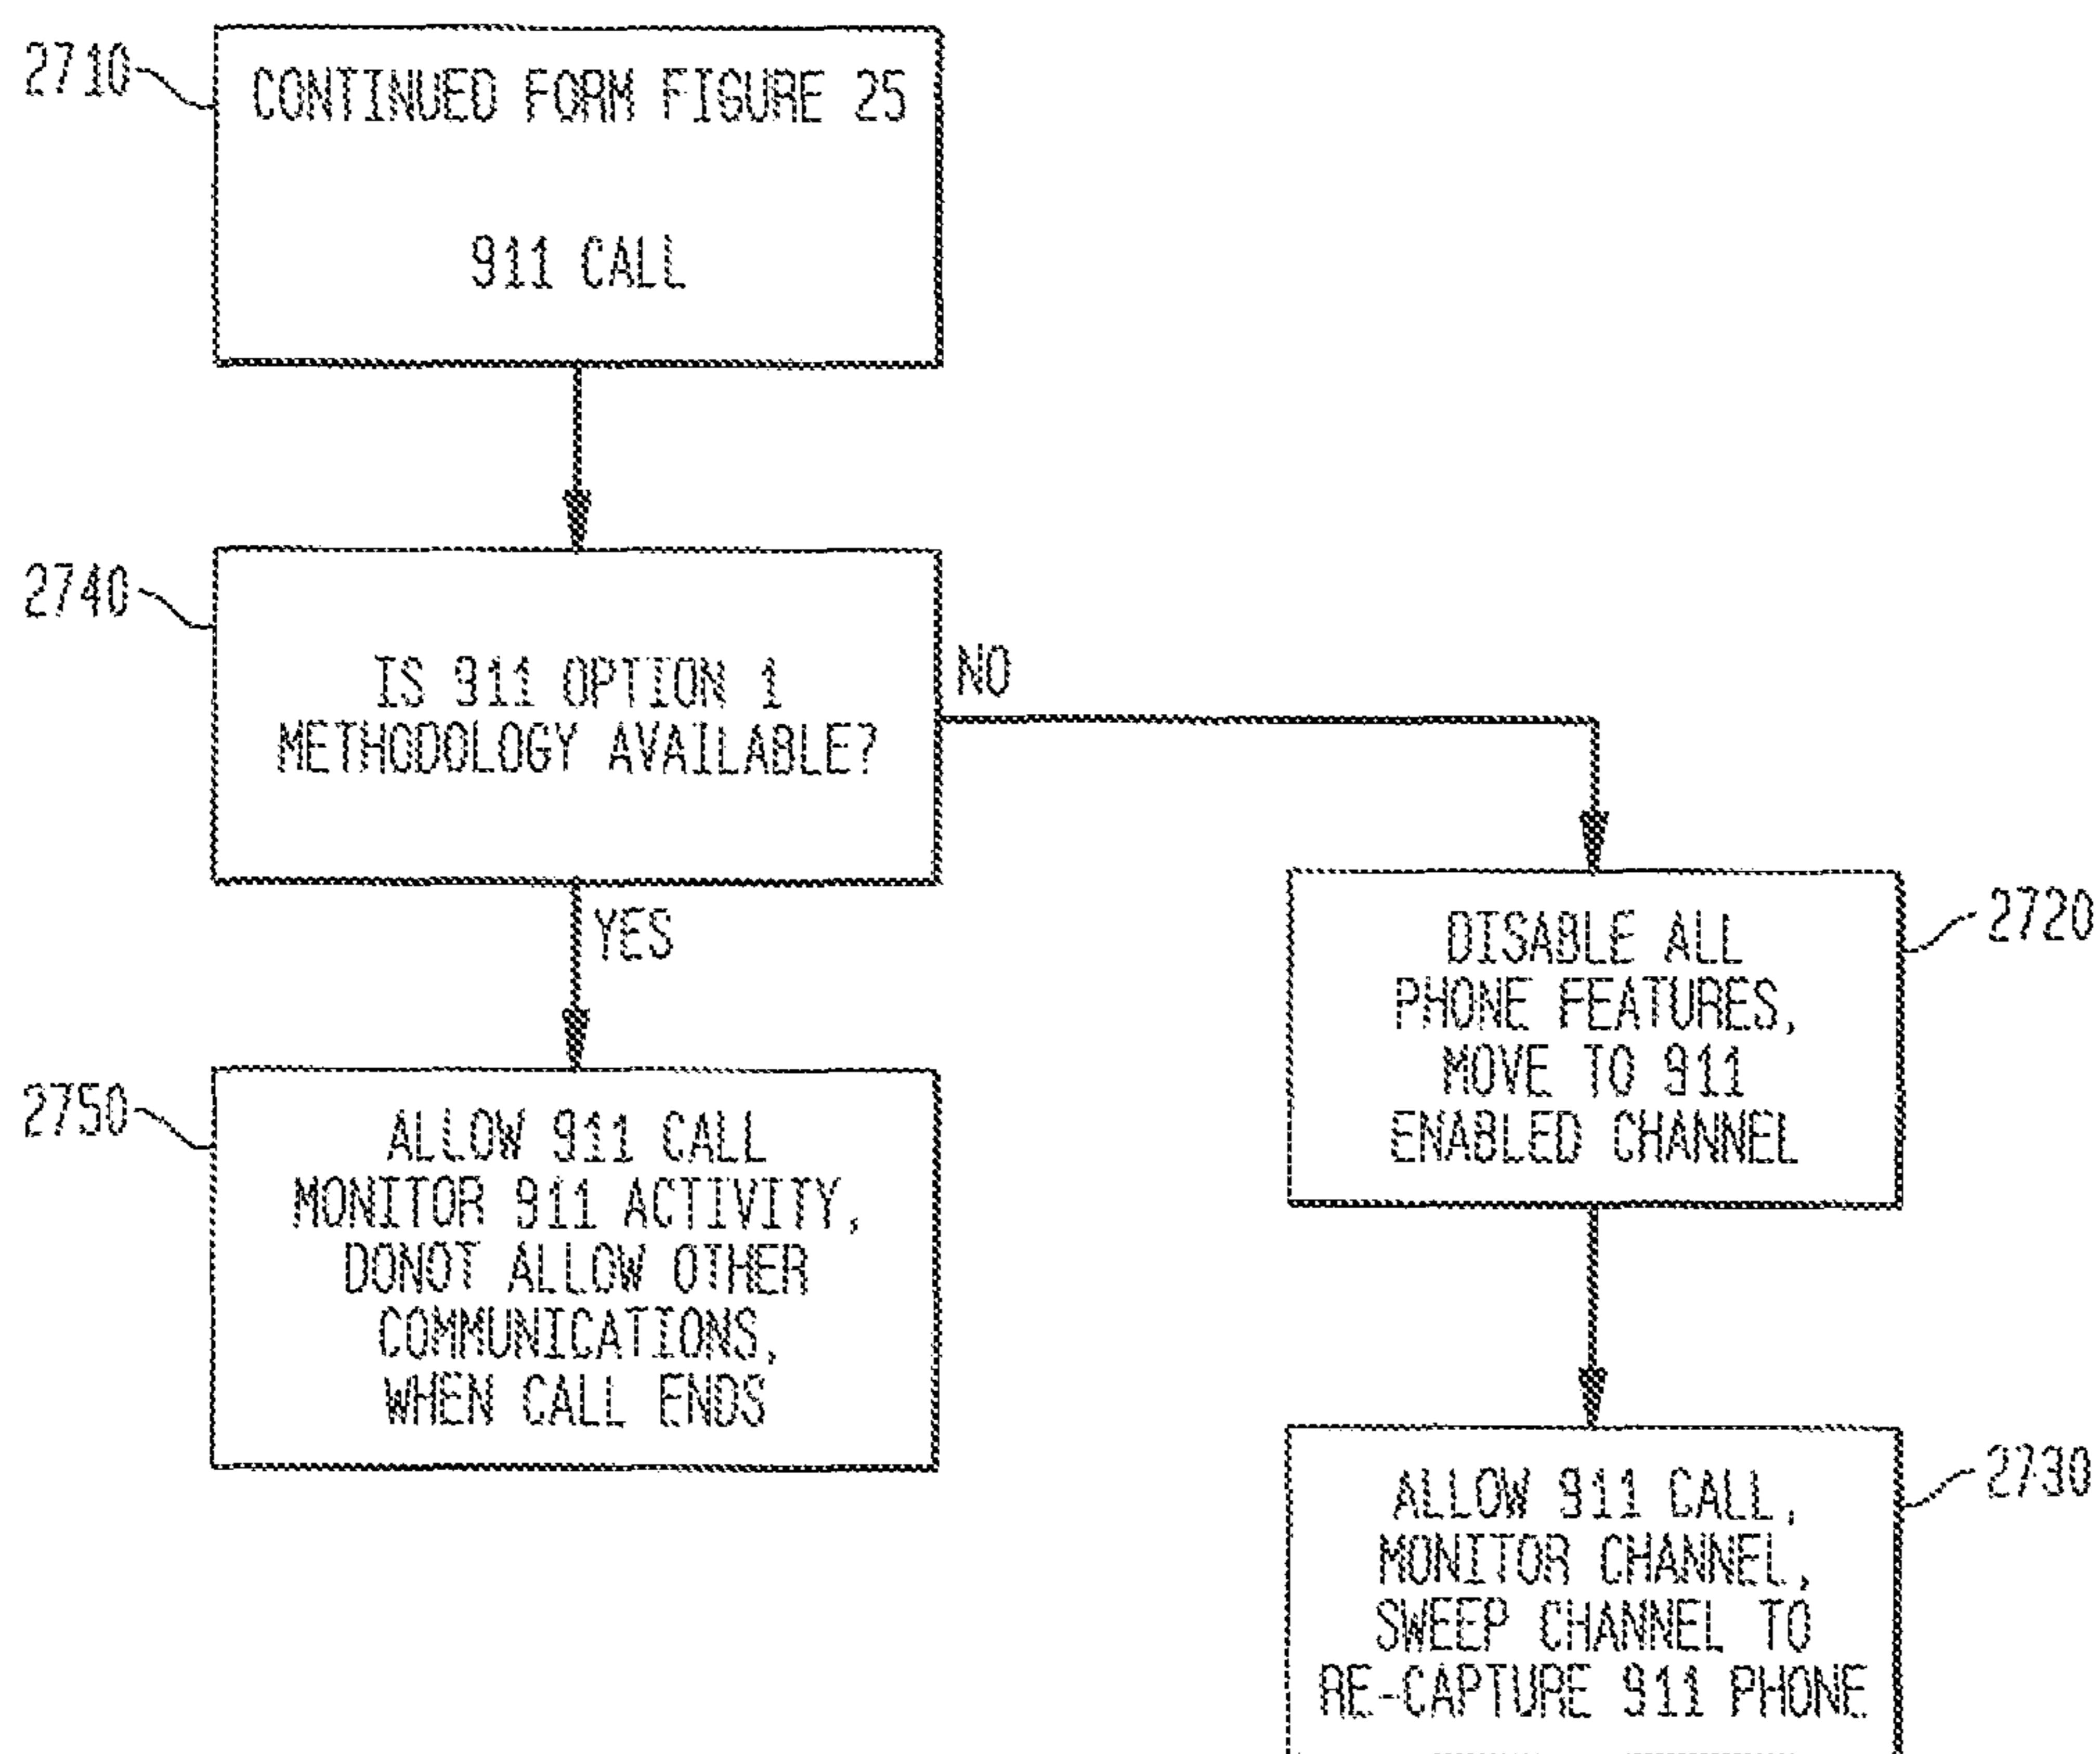 2710
CONTINUED FORM FIGURE 25
911 CALL
2740
IS 911 OPTION 1
METHODOLOGY AVAILABLE?
NO
YES
2720
DISABLE ALL
PHONE FEATURES,
MOVE TO 911
ENABLED CHANNEL
2750
ALLOW 911 CALL
MONITOR 911 ACTIVITY,
DONOT ALLOW OTHER
COMMUNICATIONS,
WHEN CALL ENDS
2730
ALLOW 911 CALL,
MONITOR CHANNEL,
SWEEP CHANNEL TO
RE-CAPTURE 911 PHONE